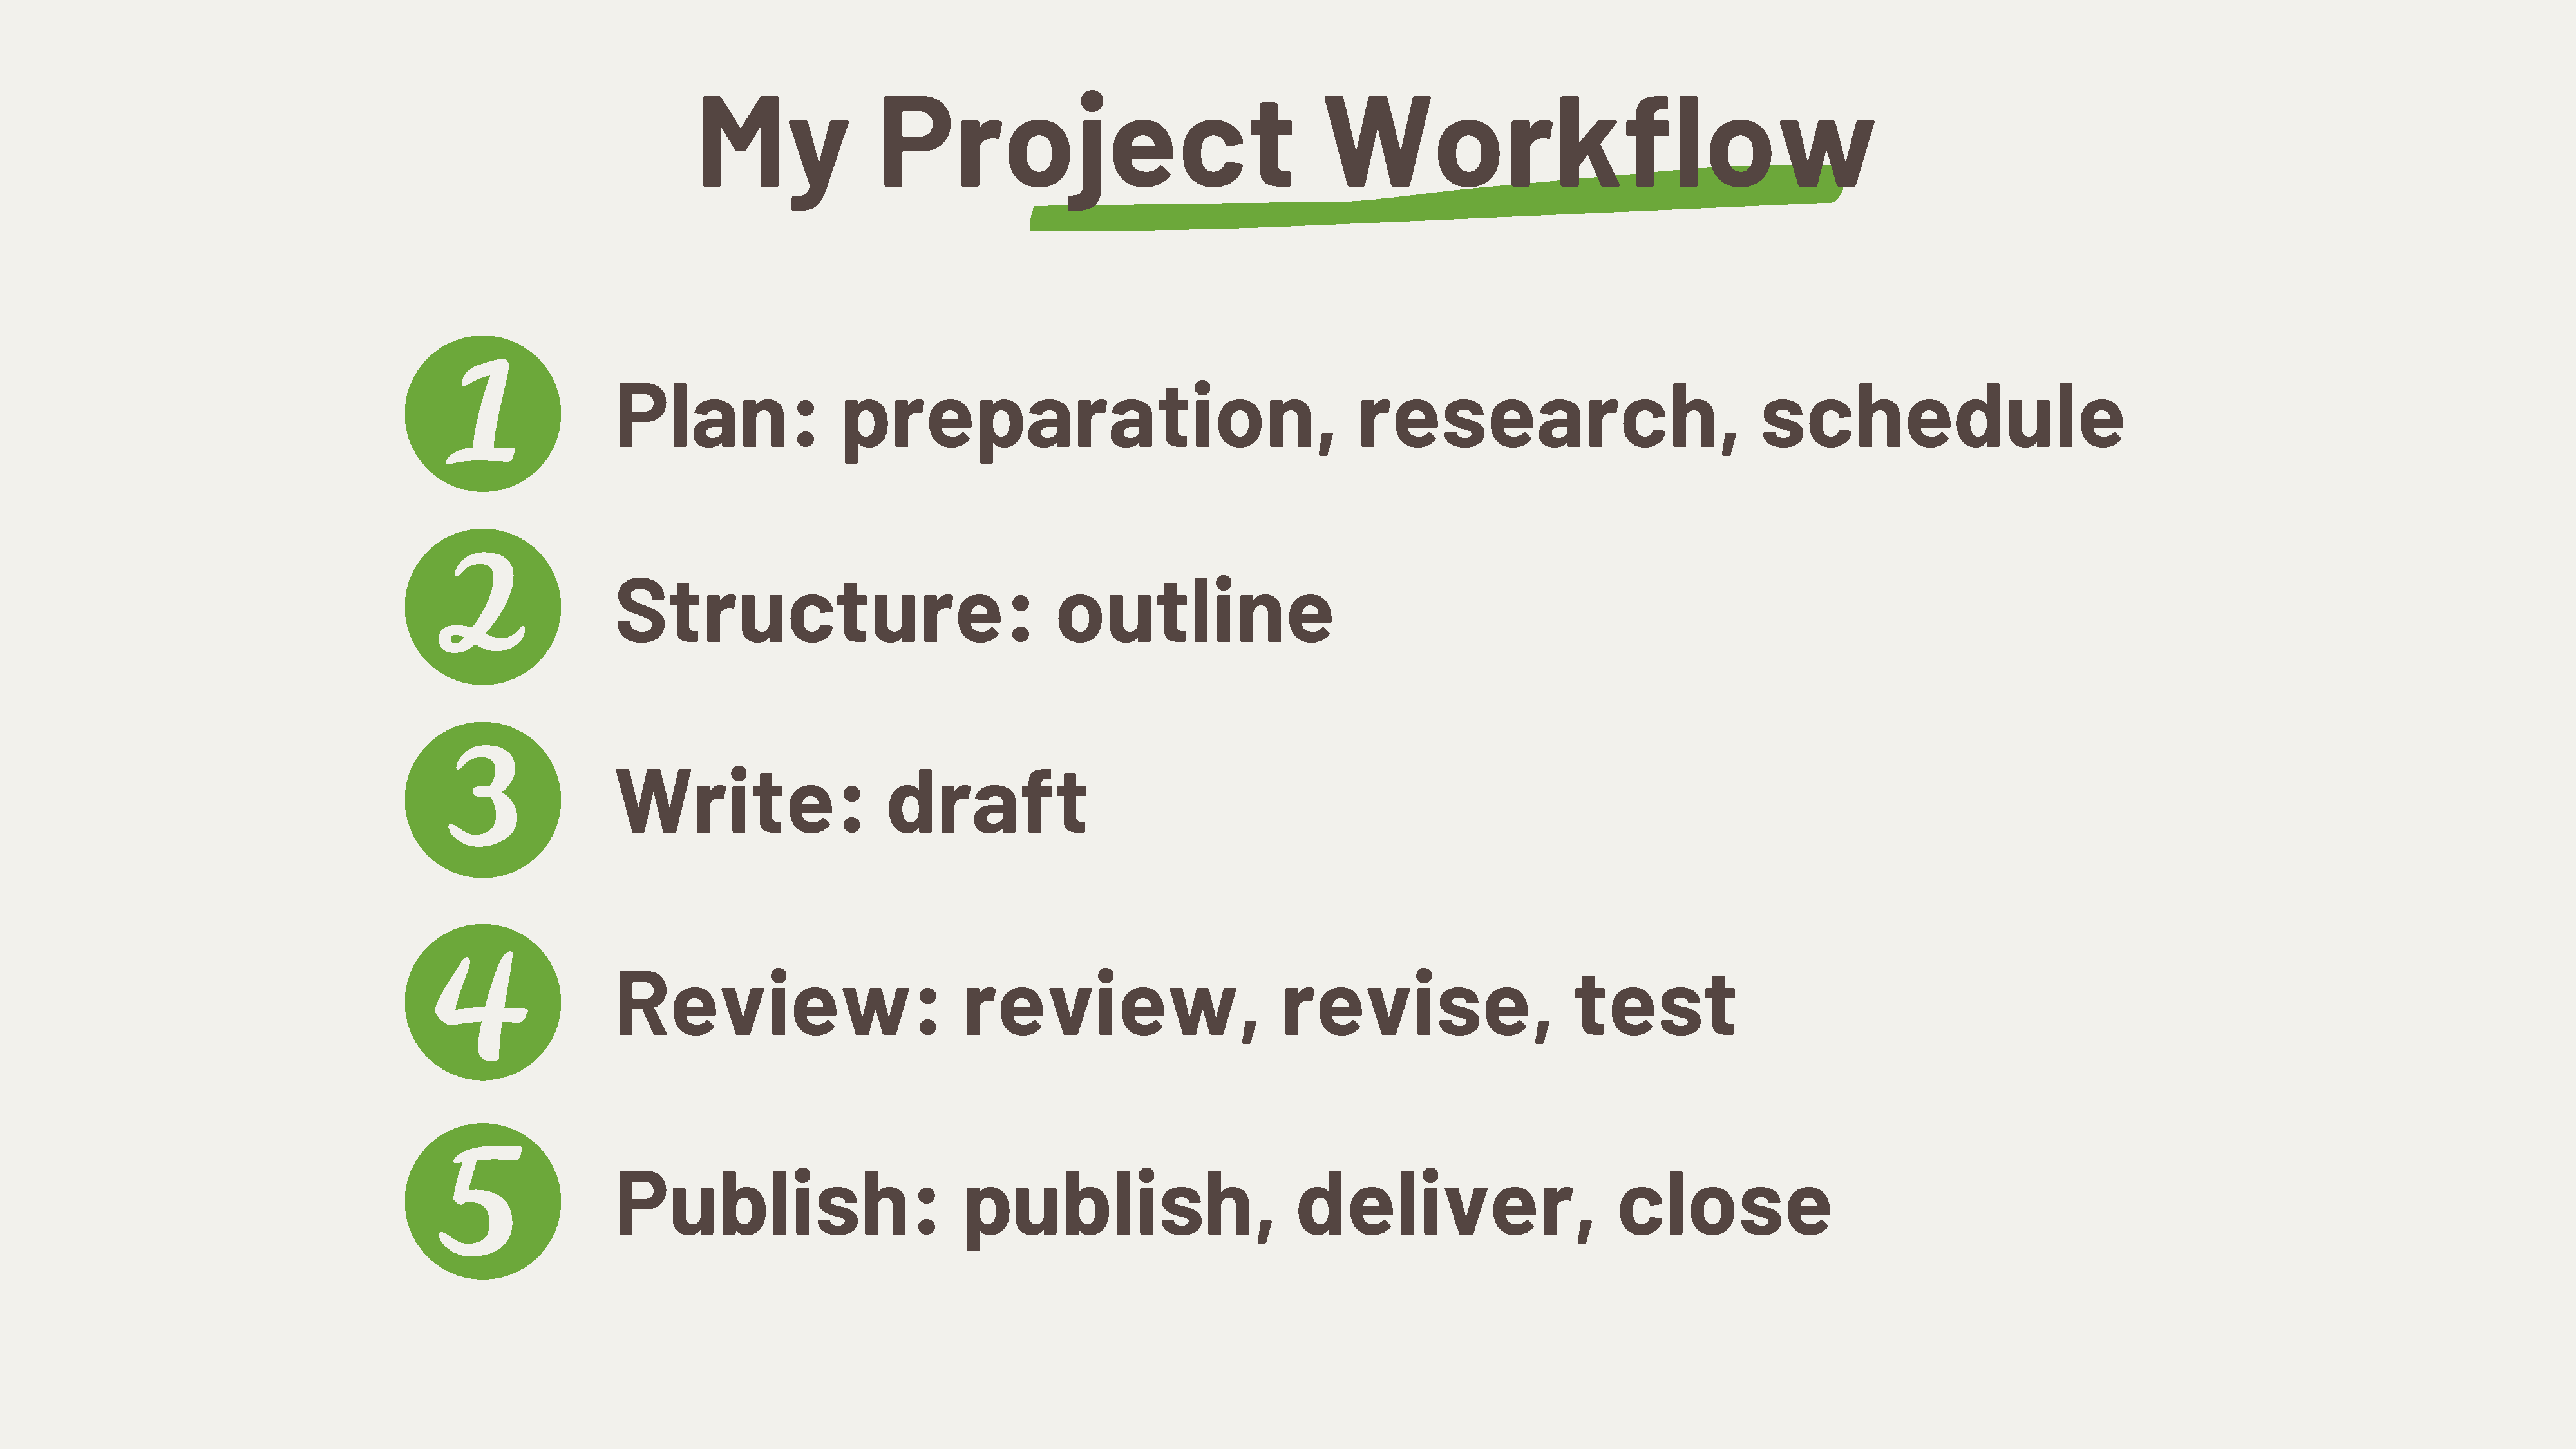 My Project Workflow
1 Plan: preparation, research, schedule
2 Structure: outline
3 Write: draft
4 Review: review, revise, test
5 Publish: publish, deliver, close